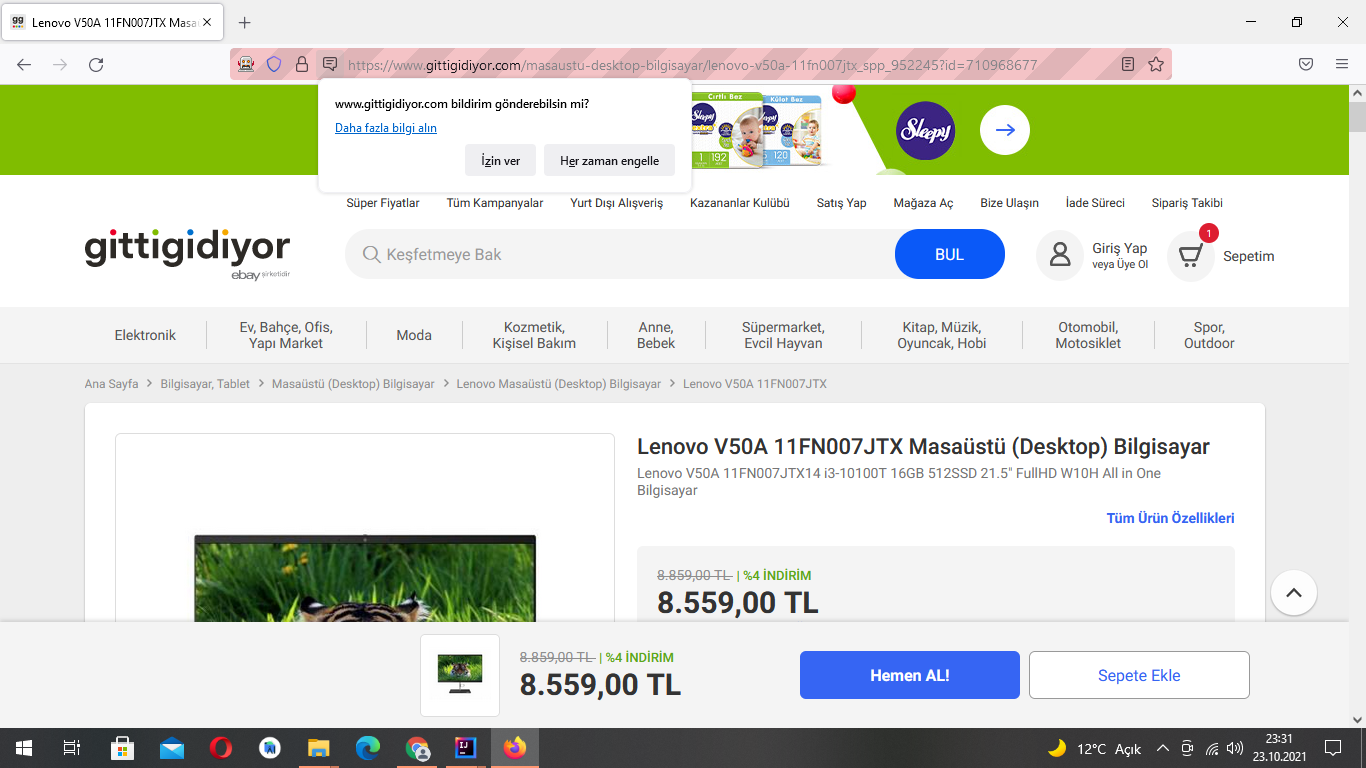 Lenovo V50A 11FN007JTX Masaü
https://www.gittigidiyor.com/masaustu-desktop-bilgisayar/lenovo-v50a-11fn007jtx_spp_952245?id=710968677
www.gittigidiyor.com bildirim gönderebilsin mi?
Daha fazla bilgi alın
İzin ver
Her zaman engelle
Cırtlı Bez
Külot Bez
Sleepy
Sleepy
1 192
120
Sleepy
Süper Fiyatlar
Tüm Kampanyalar
Yurt Dışı Alışveriş
Kazananlar Kulübü
Satış Yap
Mağaza Aç
Bize Ulaşın
İade Süreci
Sipariş Takibi
gittigidiyor
ebay şirketidir
Keşfetmeye Bak
BUL
Giriş Yap
veya Üye Ol
1
Sepetim
Elektronik
Ev, Bahçe, Ofis,
Yapı Market
Moda
Kozmetik,
Kişisel Bakım
Anne,
Bebek
Süpermarket,
Evcil Hayvan
Kitap, Müzik,
Oyuncak, Hobi
Otomobil,
Motosiklet
Spor,
Outdoor
Ana Sayfa > Bilgisayar, Tablet > Masaüstü (Desktop) Bilgisayar > Lenovo Masaüstü (Desktop) Bilgisayar > Lenovo V50A 11FN007JTX
Lenovo V50A 11FN007JTX Masaüstü (Desktop) Bilgisayar
Lenovo V50A 11FN007JTX14 i3-10100T 16GB 512SSD 21.5" FullHD W10H All in One
Bilgisayar
Tüm Ürün Özellikleri
8.859,00 TL | %4 İNDİRİM
8.559,00 TL
8.859,00 TL | %4 İNDİRİM
8.559,00 TL
Hemen AL!
Sepete Ekle
12°C Açık
23:31
23.10.2021